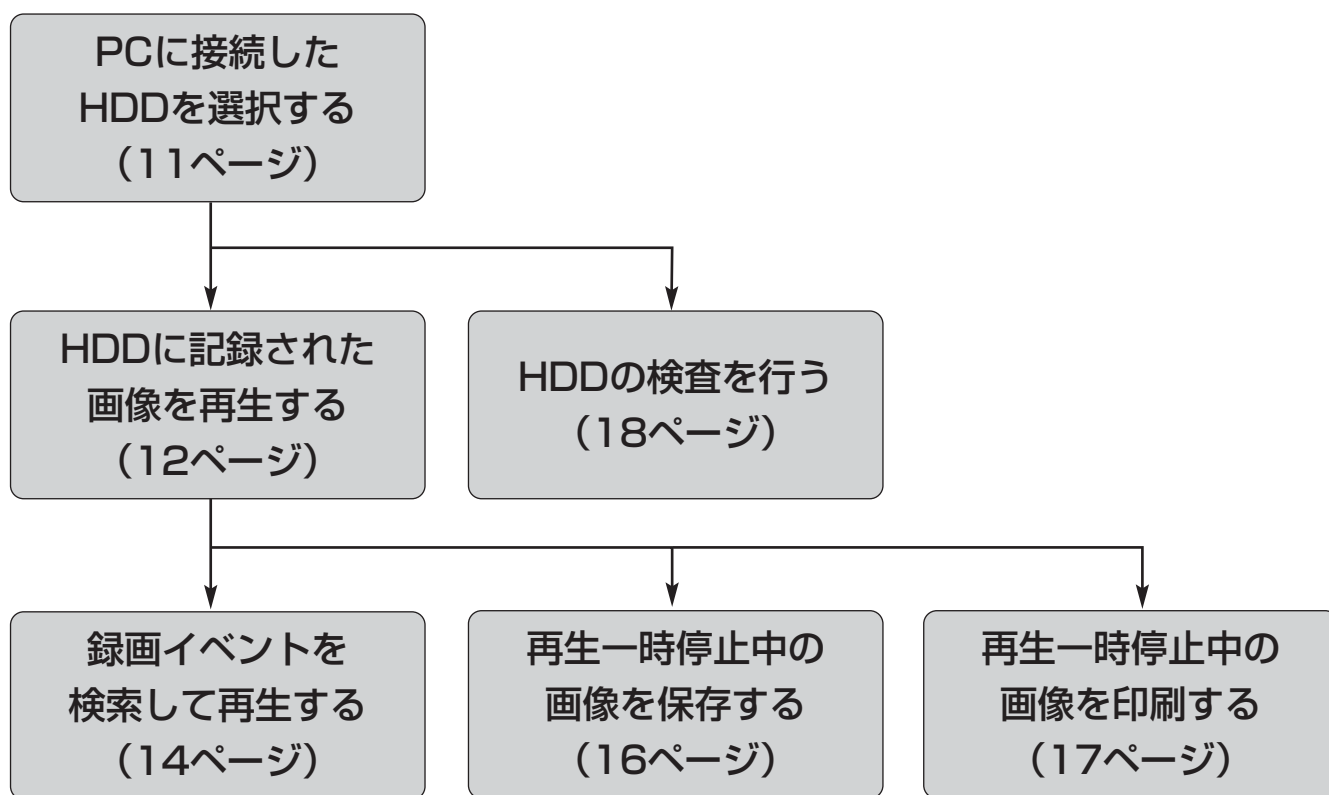 PCに接続した
HDDを選択する
（11ページ）
HDDに記録された
画像を再生する
（12ページ）
HDDの検査を行う
（18ページ）
録画イベントを
検索して再生する
（14ページ）
再生一時停止中の
画像を保存する
（16ページ）
再生一時停止中の
画像を印刷する
（17ページ）